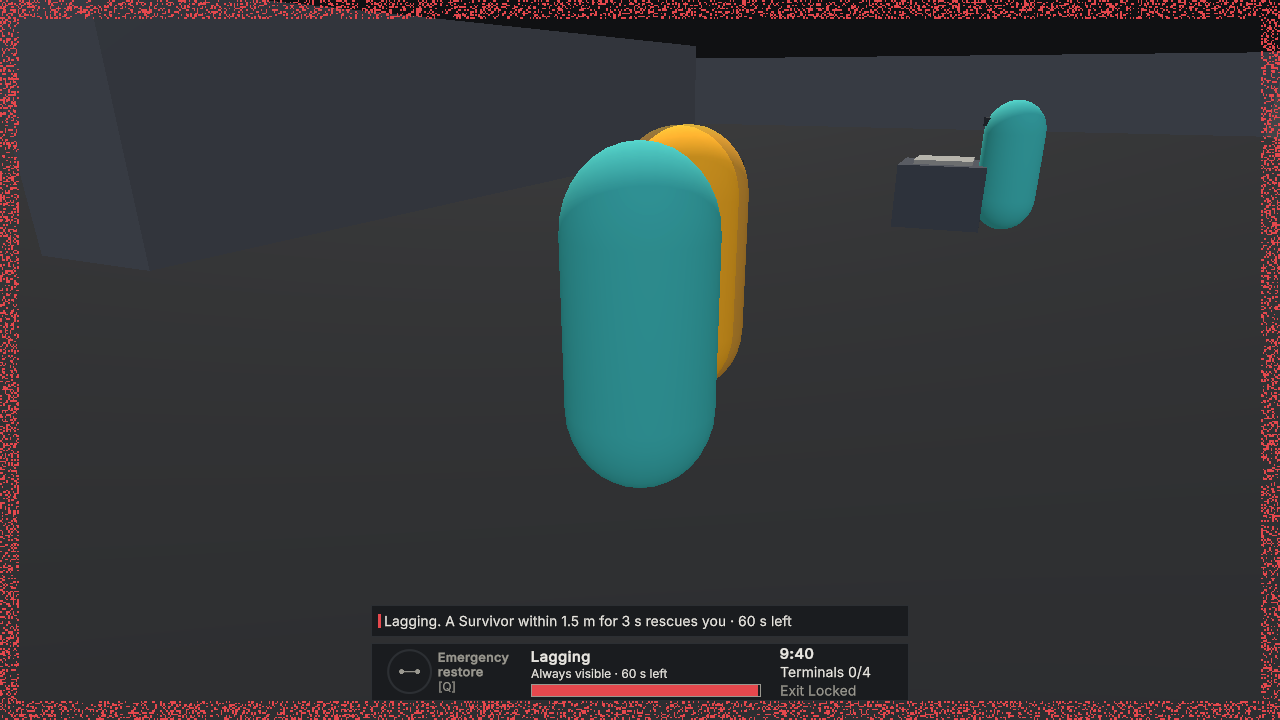 Lagging. A Survivor within 1.5 m for 3 s rescues you · 60 s left
Emergency
restore
[Q]
Lagging
Always visible · 60 s left
9:40
Terminals 0/4
Exit Locked